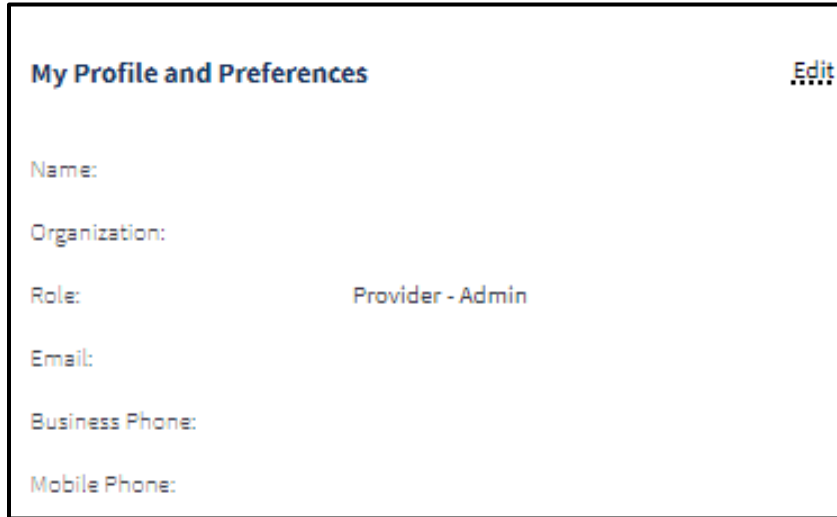 My Profile and Preferences Edit
Name:
Organization:
Role: Provider - Admin
Email:
Business Phone:
Mobile Phone: